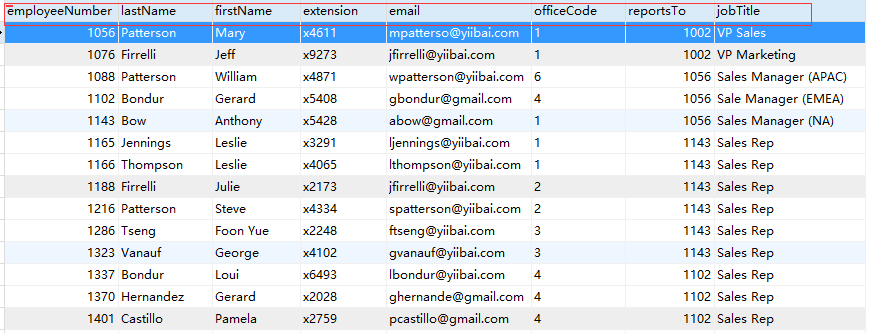 employeeNumber lastName firstName extension email officeCode reportsTo jobTitle
1056 Patterson Mary x4611 mpatterso@yiibai.com 1 1002 VP Sales
1076 Firrelli Jeff x9273 jfirrelli@yiibai.com 1 1002 VP Marketing
1088 Patterson William x4871 wpatterson@yiibai.com 6 1056 Sales Manager (APAC)
1102 Bondur Gerard x5408 gbondur@gmail.com 4 1056 Sale Manager (EMEA)
1143 Bow Anthony x5428 abow@gmail.com 1 1056 Sales Manager (NA)
1165 Jennings Leslie x3291 ljennings@yiibai.com 1 1143 Sales Rep
1166 Thompson Leslie x4065 lthompson@yiibai.com 1 1143 Sales Rep
1188 Firrelli Julie x2173 jfirrelli@yiibai.com 2 1143 Sales Rep
1216 Patterson Steve x4334 spatterson@yiibai.com 2 1143 Sales Rep
1286 Tseng Foon Yue x2248 ftseng@yiibai.com 3 1143 Sales Rep
1323 Vanauf George x4102 gvanauf@yiibai.com 3 1143 Sales Rep
1337 Bondur Loui x6493 lbondur@yiibai.com 4 1102 Sales Rep
1370 Hernandez Gerard x2028 ghernande@gmail.com 4 1102 Sales Rep
1401 Castillo Pamela x2759 pcastillo@gmail.com 4 1102 Sales Rep